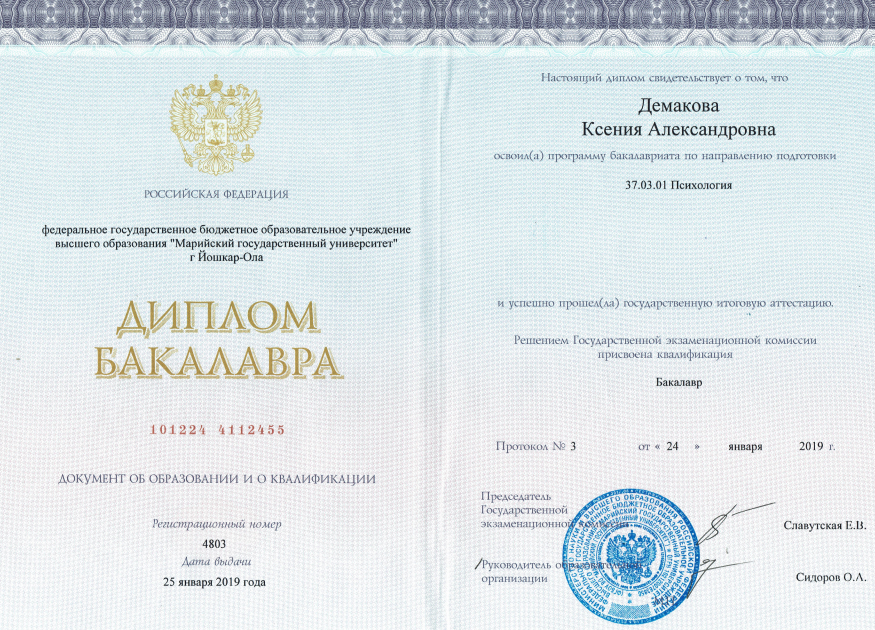 РОССИЙСКАЯ ФЕДЕРАЦИЯ
федеральное государственное бюджетное образовательное учреждение
высшего образования "Марийский государственный университет"
г Йошкар-Ола
ДИПЛОМ
БАКАЛАВРА
101224 4112455
ДОКУМЕНТ ОБ ОБРАЗОВАНИИ И О КВАЛИФИКАЦИИ
Регистрационный номер
4803
Дата выдачи
25 января 2019 года
Настоящий диплом свидетельствует о том, что
Демакова
Ксения Александровна
освоил(а) программу бакалавриата по направлению подготовки
37.03.01 Психология
и успешно прошел(ла) государственную итоговую аттестацию.
Решением Государственной экзаменационной комиссии
присвоена квалификация
Бакалавр
Протокол № 3 от « 24 » января 2019 г.
Председатель
Государственной
экзаменационной комиссии
Славутская Е.В.
Руководитель образовательной
организации
Сидоров О.А.